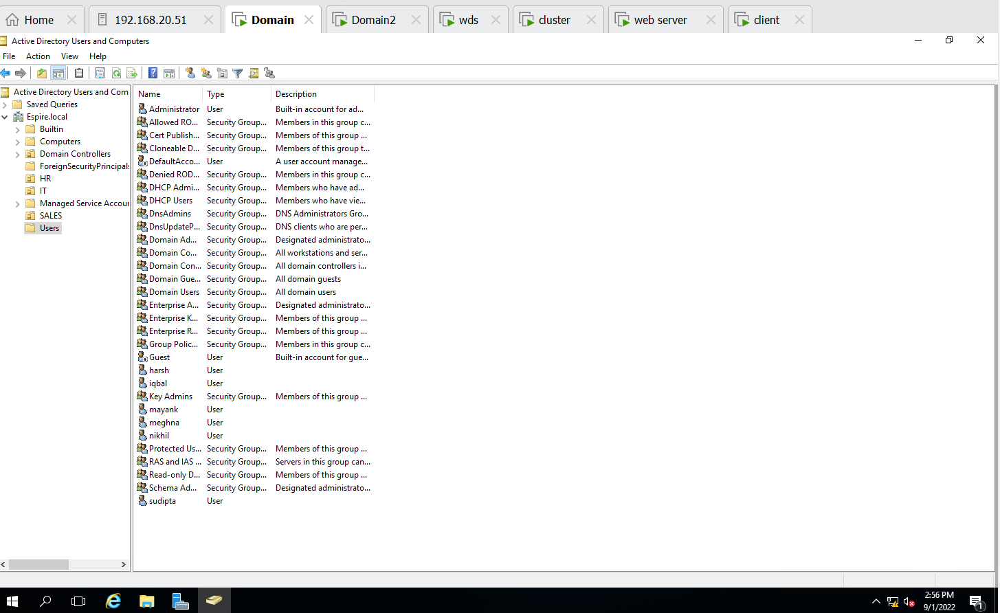 Home 192.168.20.51 Domain Domain2 wds cluster web server client
Active Directory Users and Computers
File Action View Help
Active Directory Users and Com
Saved Queries
Espire.local
Builtin
Computers
Domain Controllers
ForeignSecurityPrincipals
HR
IT
Managed Service Accour
SALES
Users
Name Type Description
Administrator User Built-in account for ad...
Allowed RO... Security Group... Members in this group c...
Cert Publish... Security Group... Members of this group ...
Cloneable D... Security Group... Members of this group t...
DefaultAcco... User A user account manage...
Denied ROD... Security Group... Members in this group c...
DHCP Admi... Security Group... Members who have ad...
DHCP Users Security Group... Members who have vie...
DnsAdmins Security Group... DNS Administrators Gro...
DnsUpdateP... Security Group... DNS clients who are per...
Domain Ad... Security Group... Designated administrato...
Domain Co... Security Group... All workstations and ser...
Domain Con... Security Group... All domain controllers i...
Domain Gue... Security Group... All domain guests
Domain Users Security Group... All domain users
Enterprise A... Security Group... Designated administrato...
Enterprise K... Security Group... Members of this group ...
Enterprise R... Security Group... Members of this group ...
Group Polic... Security Group... Members in this group c...
Guest User Built-in account for gue...
harsh User
iqbal User
Key Admins Security Group... Members of this group ...
mayank User
meghna User
nikhil User
Protected Us... Security Group... Members of this group ...
RAS and IAS ... Security Group... Servers in this group can...
Read-only D... Security Group... Members of this group ...
Schema Ad... Security Group... Designated administrato...
sudipta User
2:56 PM
9/1/2022
1